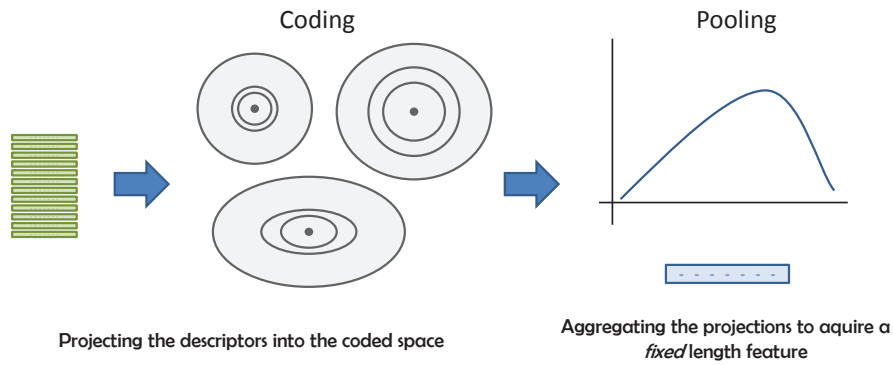 Coding
Pooling
Projecting the descriptors into the coded space
Aggregating the projections to aquire a
fixed length feature